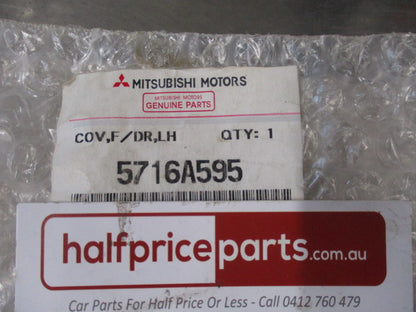 MITSUBISHI MOTORS
MITSUBISHI MOTORS
GENUINE PARTS
COV,F/DR,LH QTY: 1
5716A595
halfpriceparts.com.au
Car Parts For Half Price Or Less - Call 0412 760 479